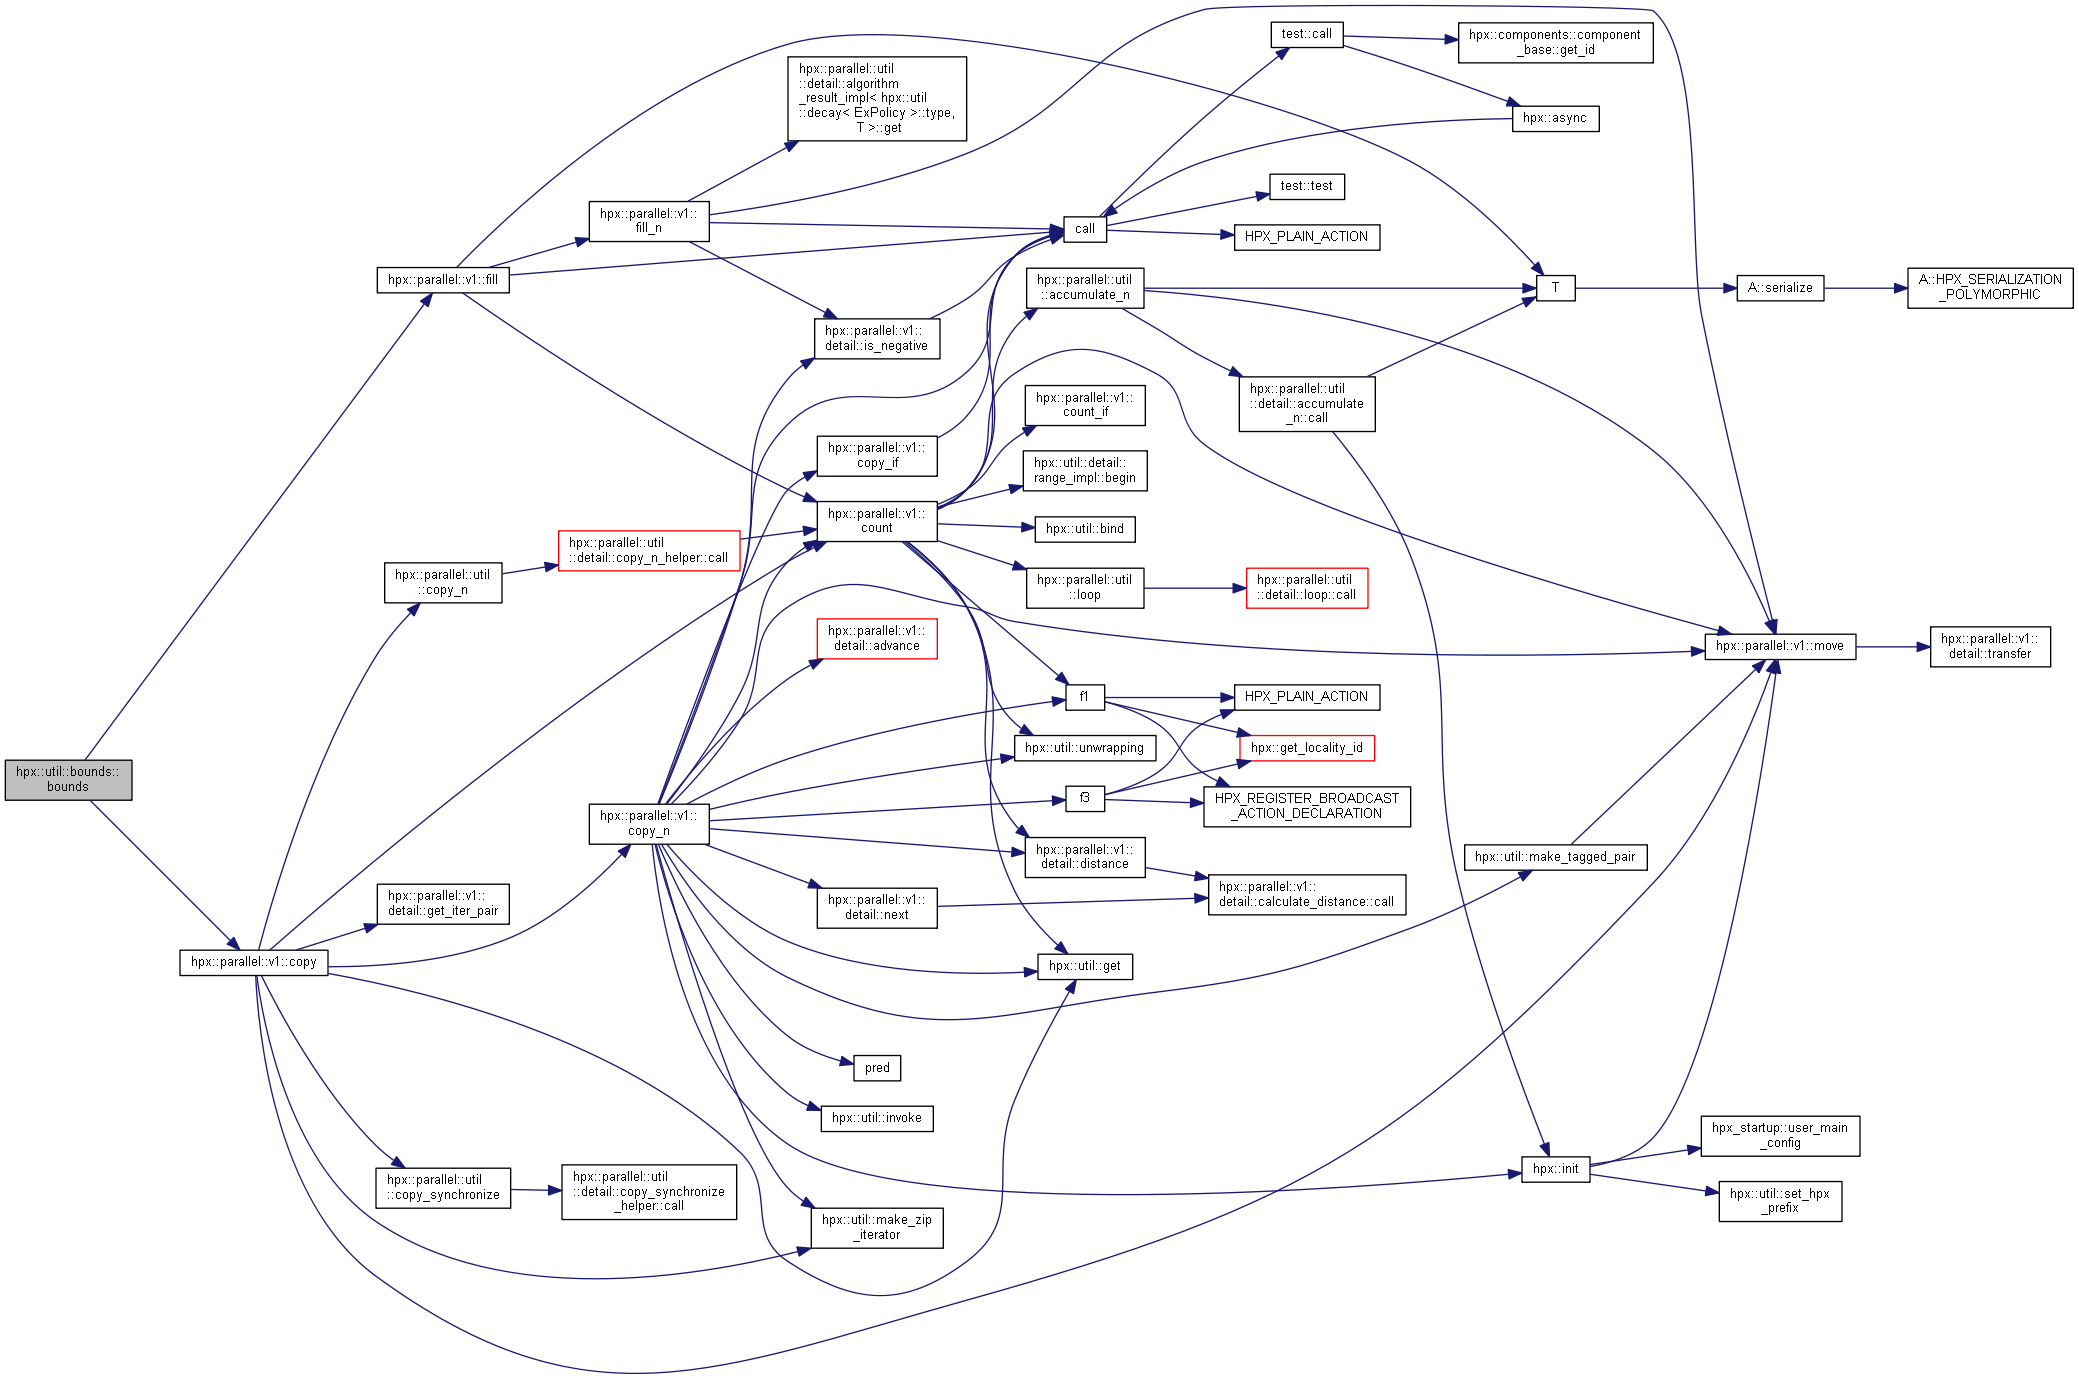 hpx::util::bounds::
bounds
hpx::parallel::v1::fill
hpx::parallel::util
::copy_n
hpx::parallel::v1::
detail::get_iter_pair
hpx::parallel::v1::copy
hpx::parallel::util
::copy_synchronize
hpx::parallel::v1::
fill_n
hpx::parallel::util
::detail::copy_n_helper::call
hpx::parallel::v1::
copy_n
hpx::parallel::util
::detail::copy_synchronize
_helper::call
hpx::parallel::util
::detail::algorithm
_result_impl< hpx::util
::decay< ExPolicy >::type,
T >::get
hpx::parallel::v1::
detail::is_negative
hpx::parallel::v1::
copy_if
hpx::parallel::v1::
count
hpx::parallel::v1::
detail::advance
hpx::parallel::v1::
detail::next
pred
hpx::util::invoke
hpx::util::make_zip
_iterator
call
hpx::parallel::util
::accumulate_n
hpx::parallel::v1::
count_if
hpx::util::detail::
range_impl::begin
hpx::util::bind
hpx::parallel::util
::loop
f1
hpx::util::unwrapping
f3
hpx::parallel::v1::
detail::distance
hpx::util::get
test::call
test::test
HPX_PLAIN_ACTION
hpx::parallel::util
::detail::accumulate
_n::call
hpx::parallel::util
::detail::loop::call
HPX_PLAIN_ACTION
hpx::get_locality_id
HPX_REGISTER_BROADCAST
_ACTION_DECLARATION
hpx::parallel::v1::
detail::calculate_distance::call
hpx::components::component
_base::get_id
hpx::async
T
hpx::util::make_tagged_pair
hpx::init
A::serialize
hpx::parallel::v1::move
hpx_startup::user_main
_config
hpx::util::set_hpx
_prefix
A::HPX_SERIALIZATION
_POLYMORPHIC
hpx::parallel::v1::
detail::transfer